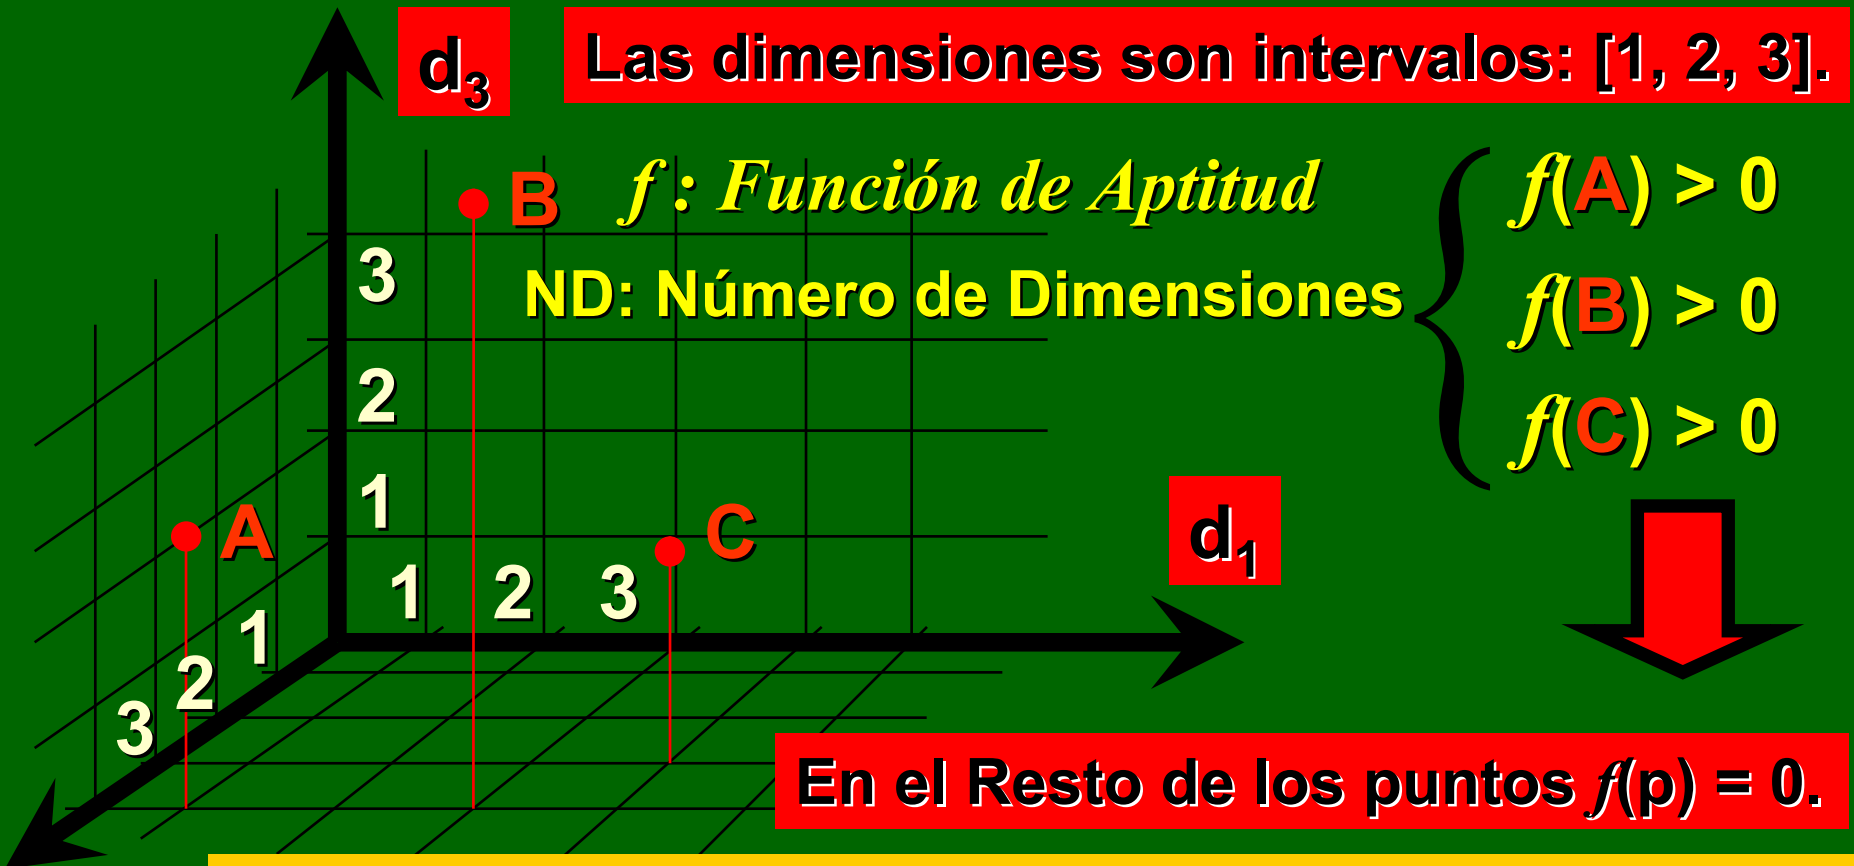 d3
Las dimensiones son intervalos: [1, 2, 3].
f : Función de Aptitud
ND: Número de Dimensiones
f(A) > 0
f(B) > 0
f(C) > 0
B
3
2
1
A
C
d1
1 2 3
1
2
3
En el Resto de los puntos f(p) = 0.